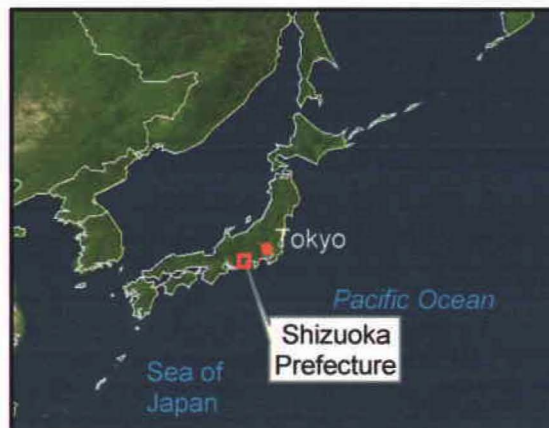 Tokyo
Pacific Ocean
Shizuoka
Prefecture
Sea of
Japan